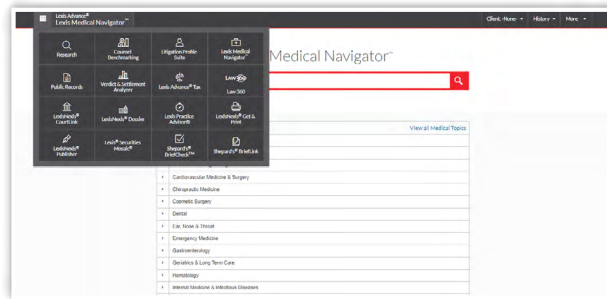 Lexis Advance®
Lexis Medical Navigator™
Client: -None-
History
More
Research
Counsel
Benchmarking
Litigation Profile
Suite
Lexis Medical
Navigator™
Public Records
Verdict & Settlement
Analyzer
Lexis Advance® Tax
LAW360
Law 360
LexisNexis®
CourtLink
LexisNexis® Dossier
Lexis Practice
Advisor®
LexisNexis® Get &
Print
LexisNexis®
Publisher
Lexis® Securities
Mosaic®
Shepard's®
BriefCheck™
Shepard's® BriefLink
Medical Navigator™
View all Medical Topics
Cardiovascular Medicine & Surgery
Chiropractic Medicine
Cosmetic Surgery
Dental
Ear, Nose & Throat
Emergency Medicine
Gastroenterology
Geriatrics & Long Term Care
Hematology
Internal Medicine & Infectious Diseases